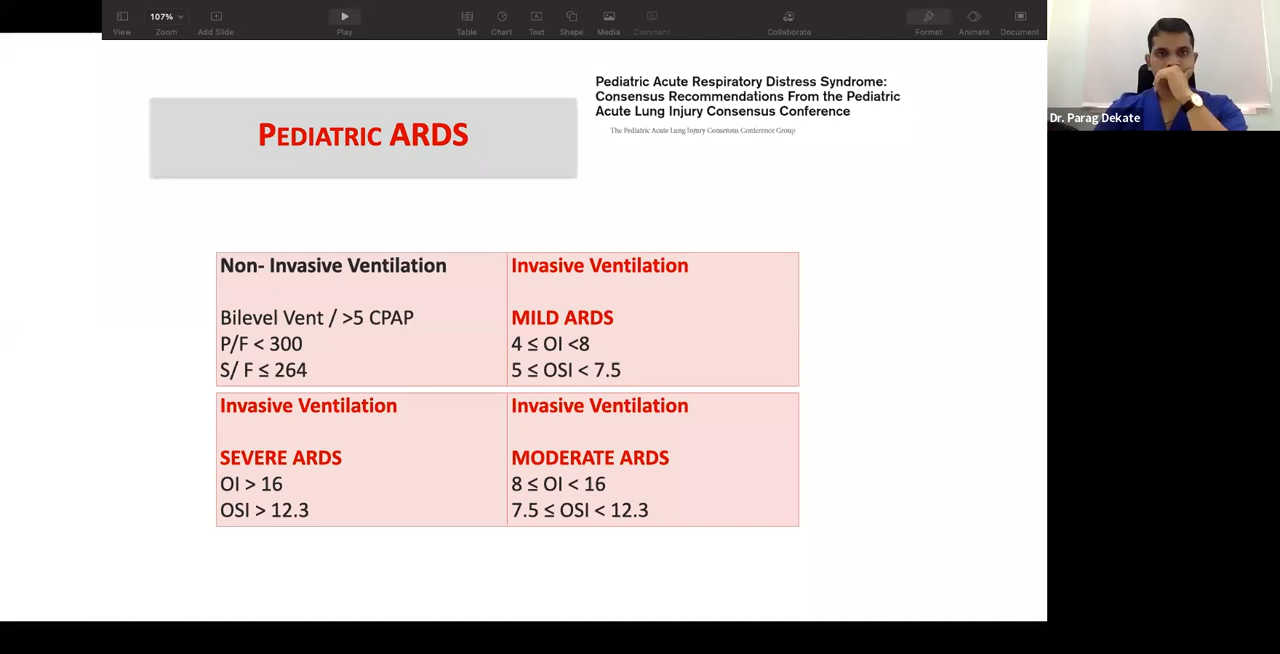 107%
View
Zoom
Add Slide
Play
Table
Chart
Text
Shape
Media
Comment
Collaborate
Format
Animate
Document
Dr. Parag Dekate
PEDIATRIC ARDS
Pediatric Acute Respiratory Distress Syndrome:
Consensus Recommendations From the Pediatric
Acute Lung Injury Consensus Conference
The Pediatric Acute Lung Injury Consensus Conference Group
Non- Invasive Ventilation
Bilevel Vent / >5 CPAP
P/F < 300
S/ F ≤ 264
Invasive Ventilation
MILD ARDS
4 ≤ OI <8
5 ≤ OSI < 7.5
Invasive Ventilation
SEVERE ARDS
OI > 16
OSI > 12.3
Invasive Ventilation
MODERATE ARDS
8 ≤ OI < 16
7.5 ≤ OSI < 12.3